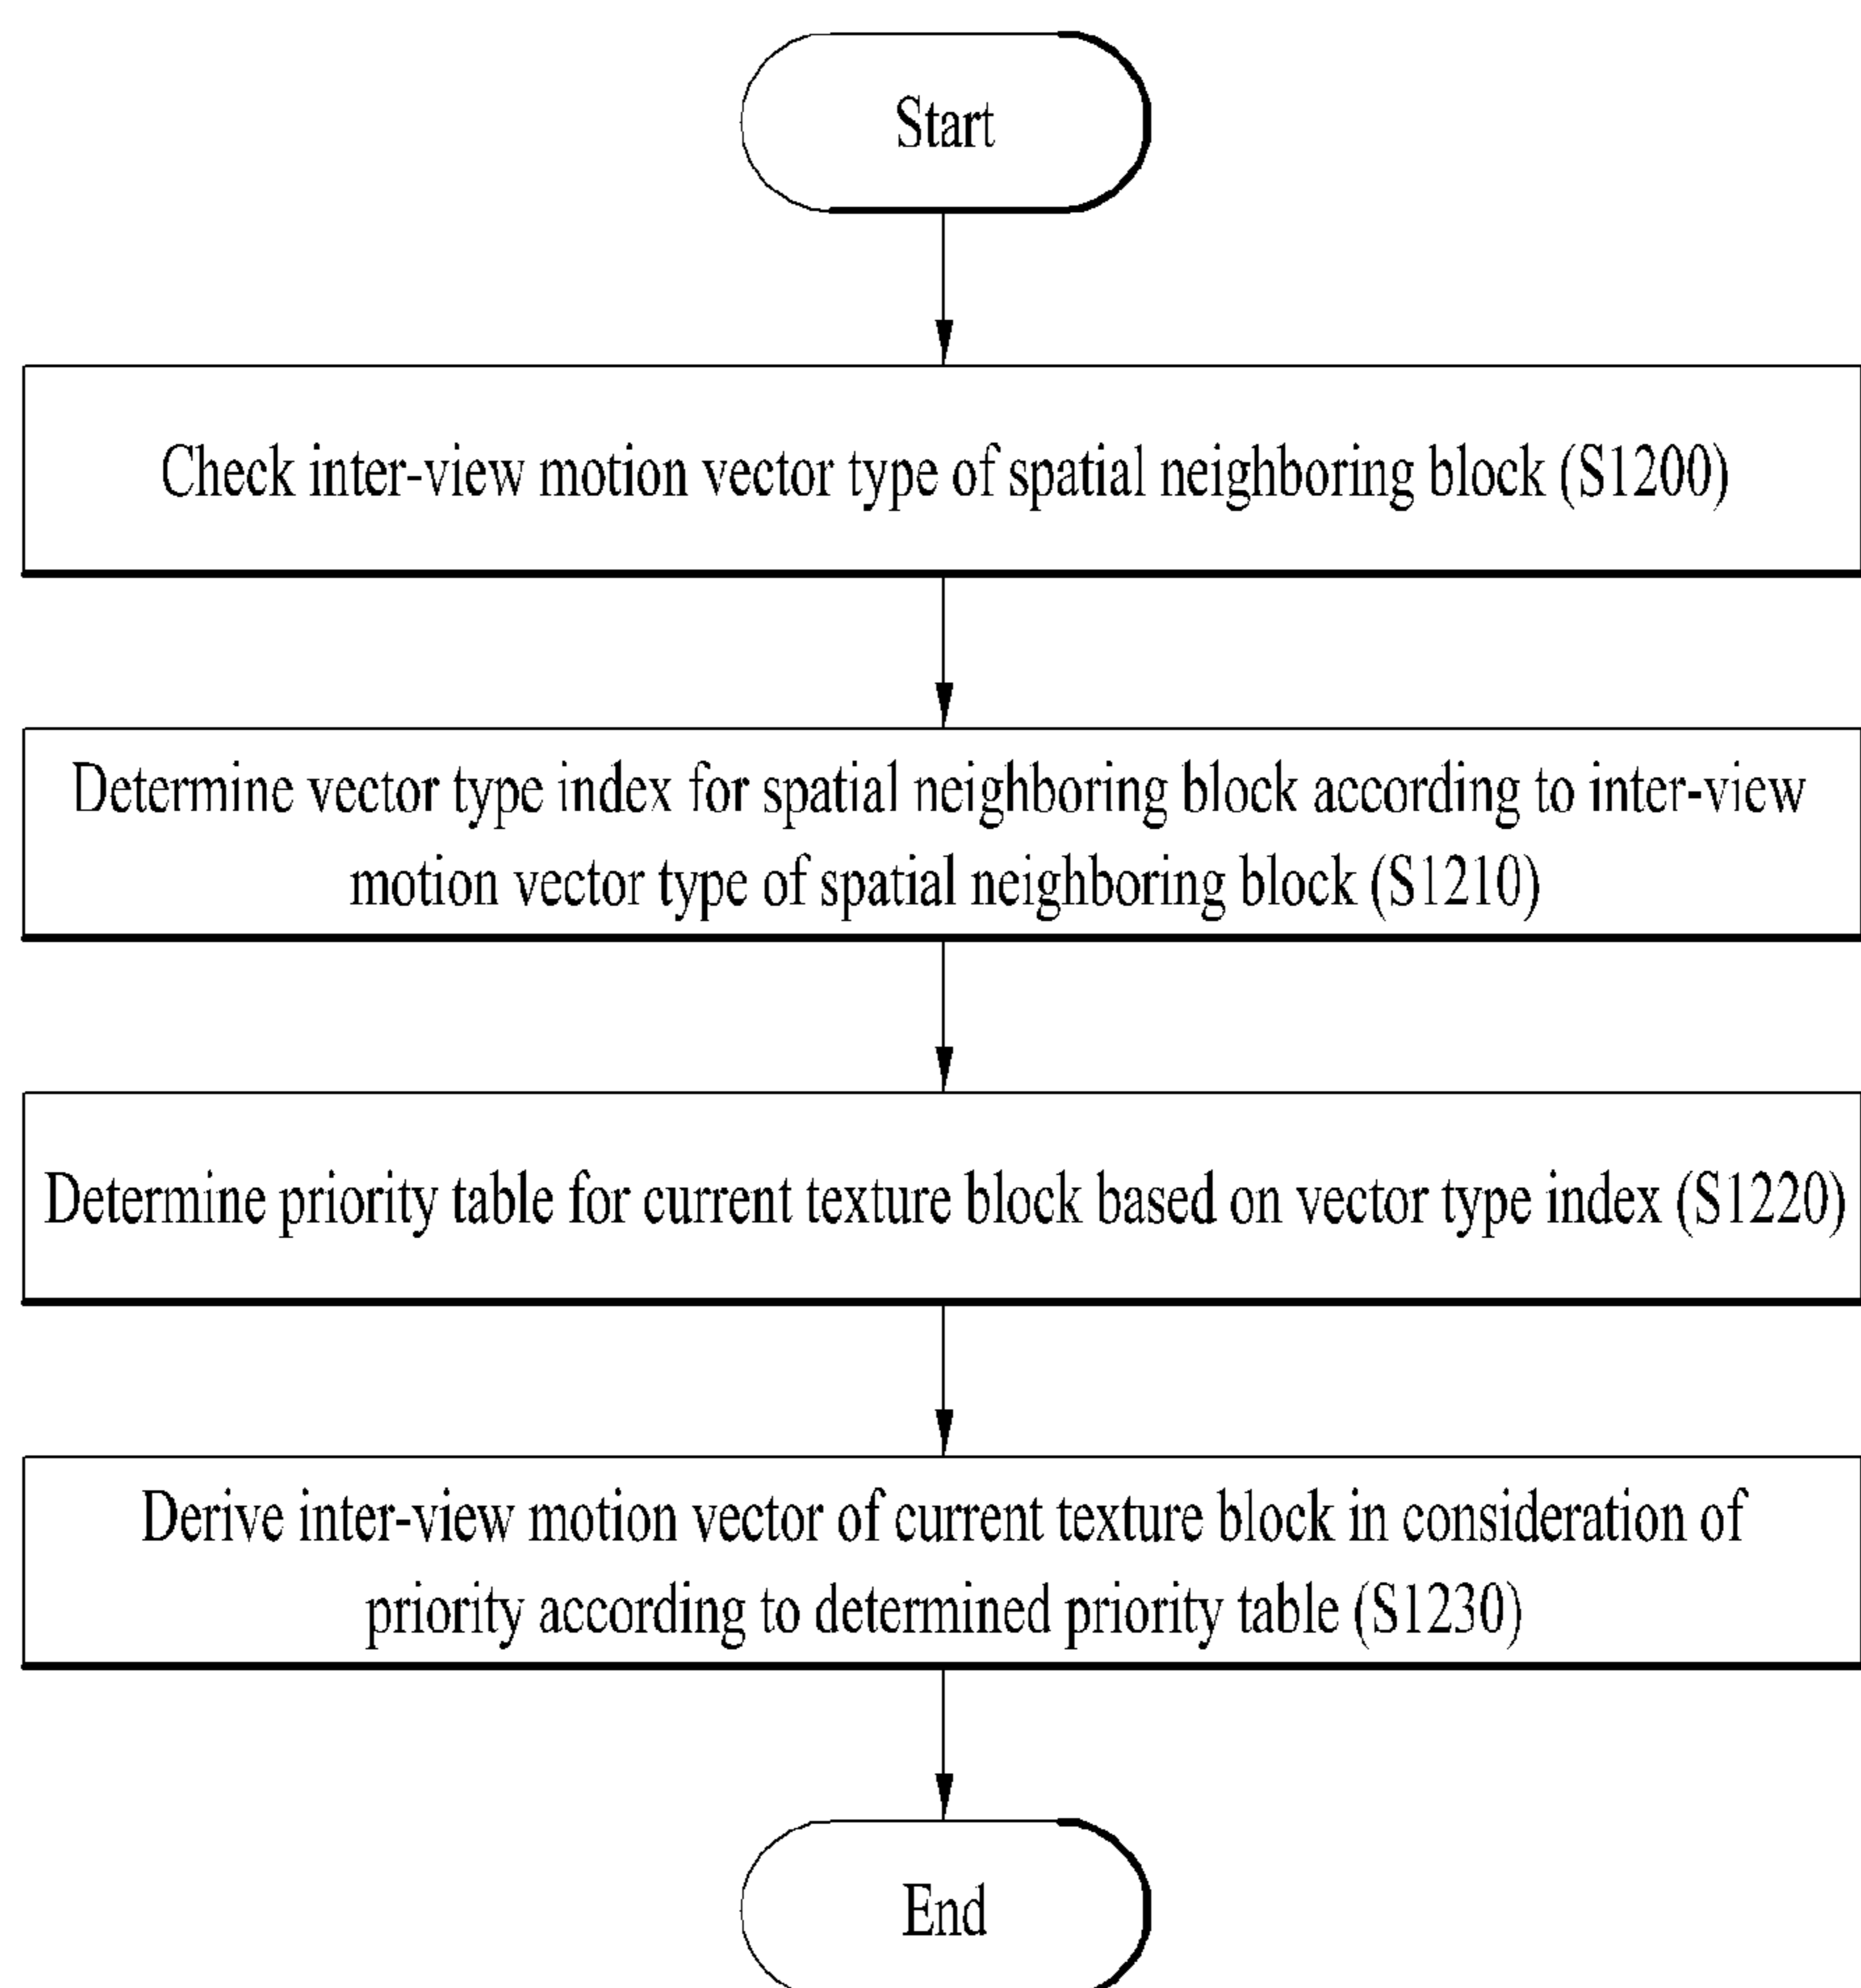 Start
Check inter-view motion vector type of spatial neighboring block (S1200)
Determine vector type index for spatial neighboring block according to inter-view
motion vector type of spatial neighboring block (S1210)
Determine priority table for current texture block based on vector type index (S1220)
Derive inter-view motion vector of current texture block in consideration of
priority according to determined priority table (S1230)
End